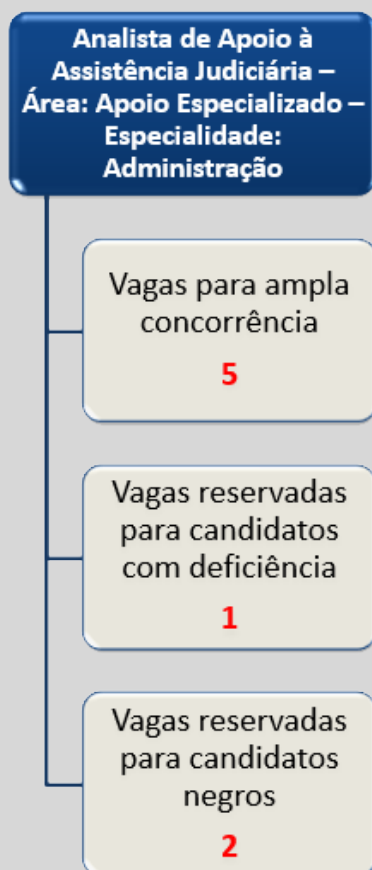 Analista de Apoio à
Assistência Judiciária –
Área: Apoio Especializado –
Especialidade:
Administração
Vagas para ampla
concorrência
5
Vagas reservadas
para candidatos
com deficiência
1
Vagas reservadas
para candidatos
negros
2